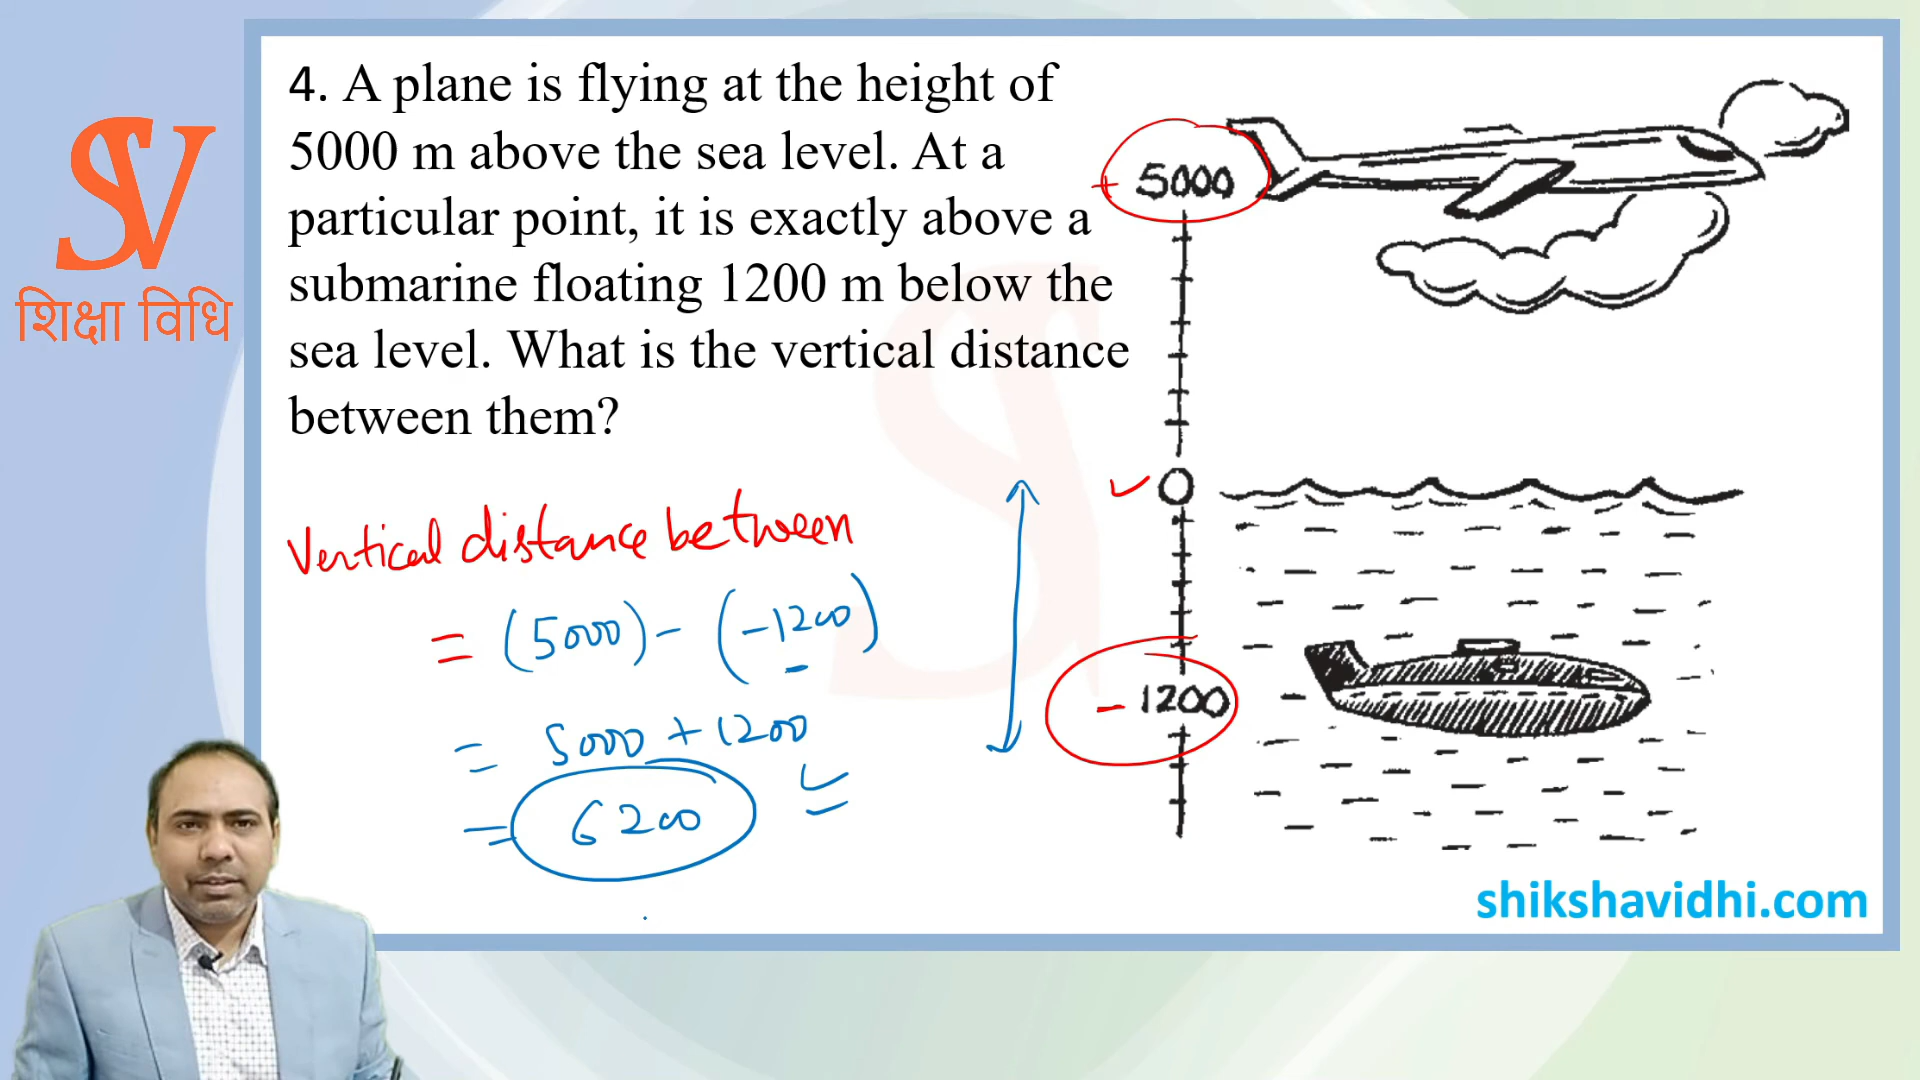 4. A plane is flying at the height of
5000 m above the sea level. At a
particular point, it is exactly above a
submarine floating 1200 m below the
sea level. What is the vertical distance
between them?
Vertical distance between
= (5000) - (-1200)
= 5000 + 1200
= 6200
+ 5000
0
- 1200
SV
शिक्षा विधि
shikshavidhi.com